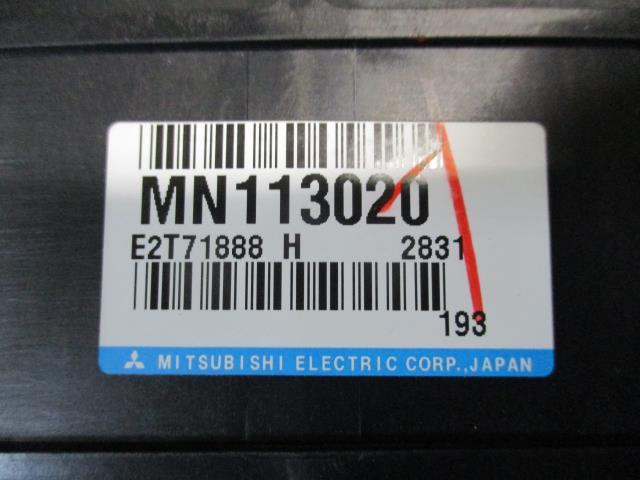 MN113020
E2T71888 H 2831
193
MITSUBISHI ELECTRIC CORP.,JAPAN